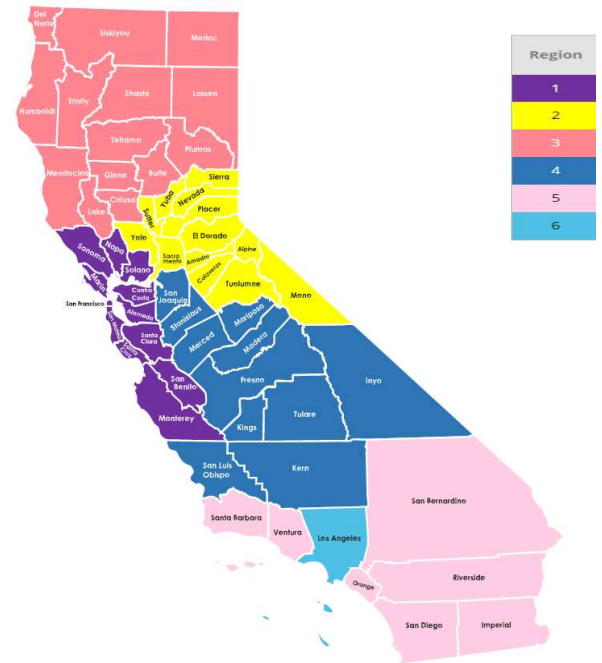 Del
Norte
Siskiyou
Modoc
Region
1
2
3
4
5
6
Humboldt
Trinity
Shasta
Lassen
Tehama
Plumas
Mendocino
Glenn
Butte
Sierra
Lake
Colusa
Sutter
Yuba
Nevada
Placer
Yolo
El Dorado
Sonoma
Napa
Solano
Sacra
mento
Amador
Alpine
Calaveras
Marin
Contra
Costa
San
Joaquin
Tuolumne
Mono
San Francisco
Alameda
Stanislaus
Mariposa
San Mateo
Santa
Clara
Santa
Cruz
Merced
Madera
San
Benito
Fresno
Inyo
Monterey
Kings
Tulare
San Luis
Obispo
Kern
San Bernardino
Santa Barbara
Ventura
Los Angeles
Orange
Riverside
San Diego
Imperial